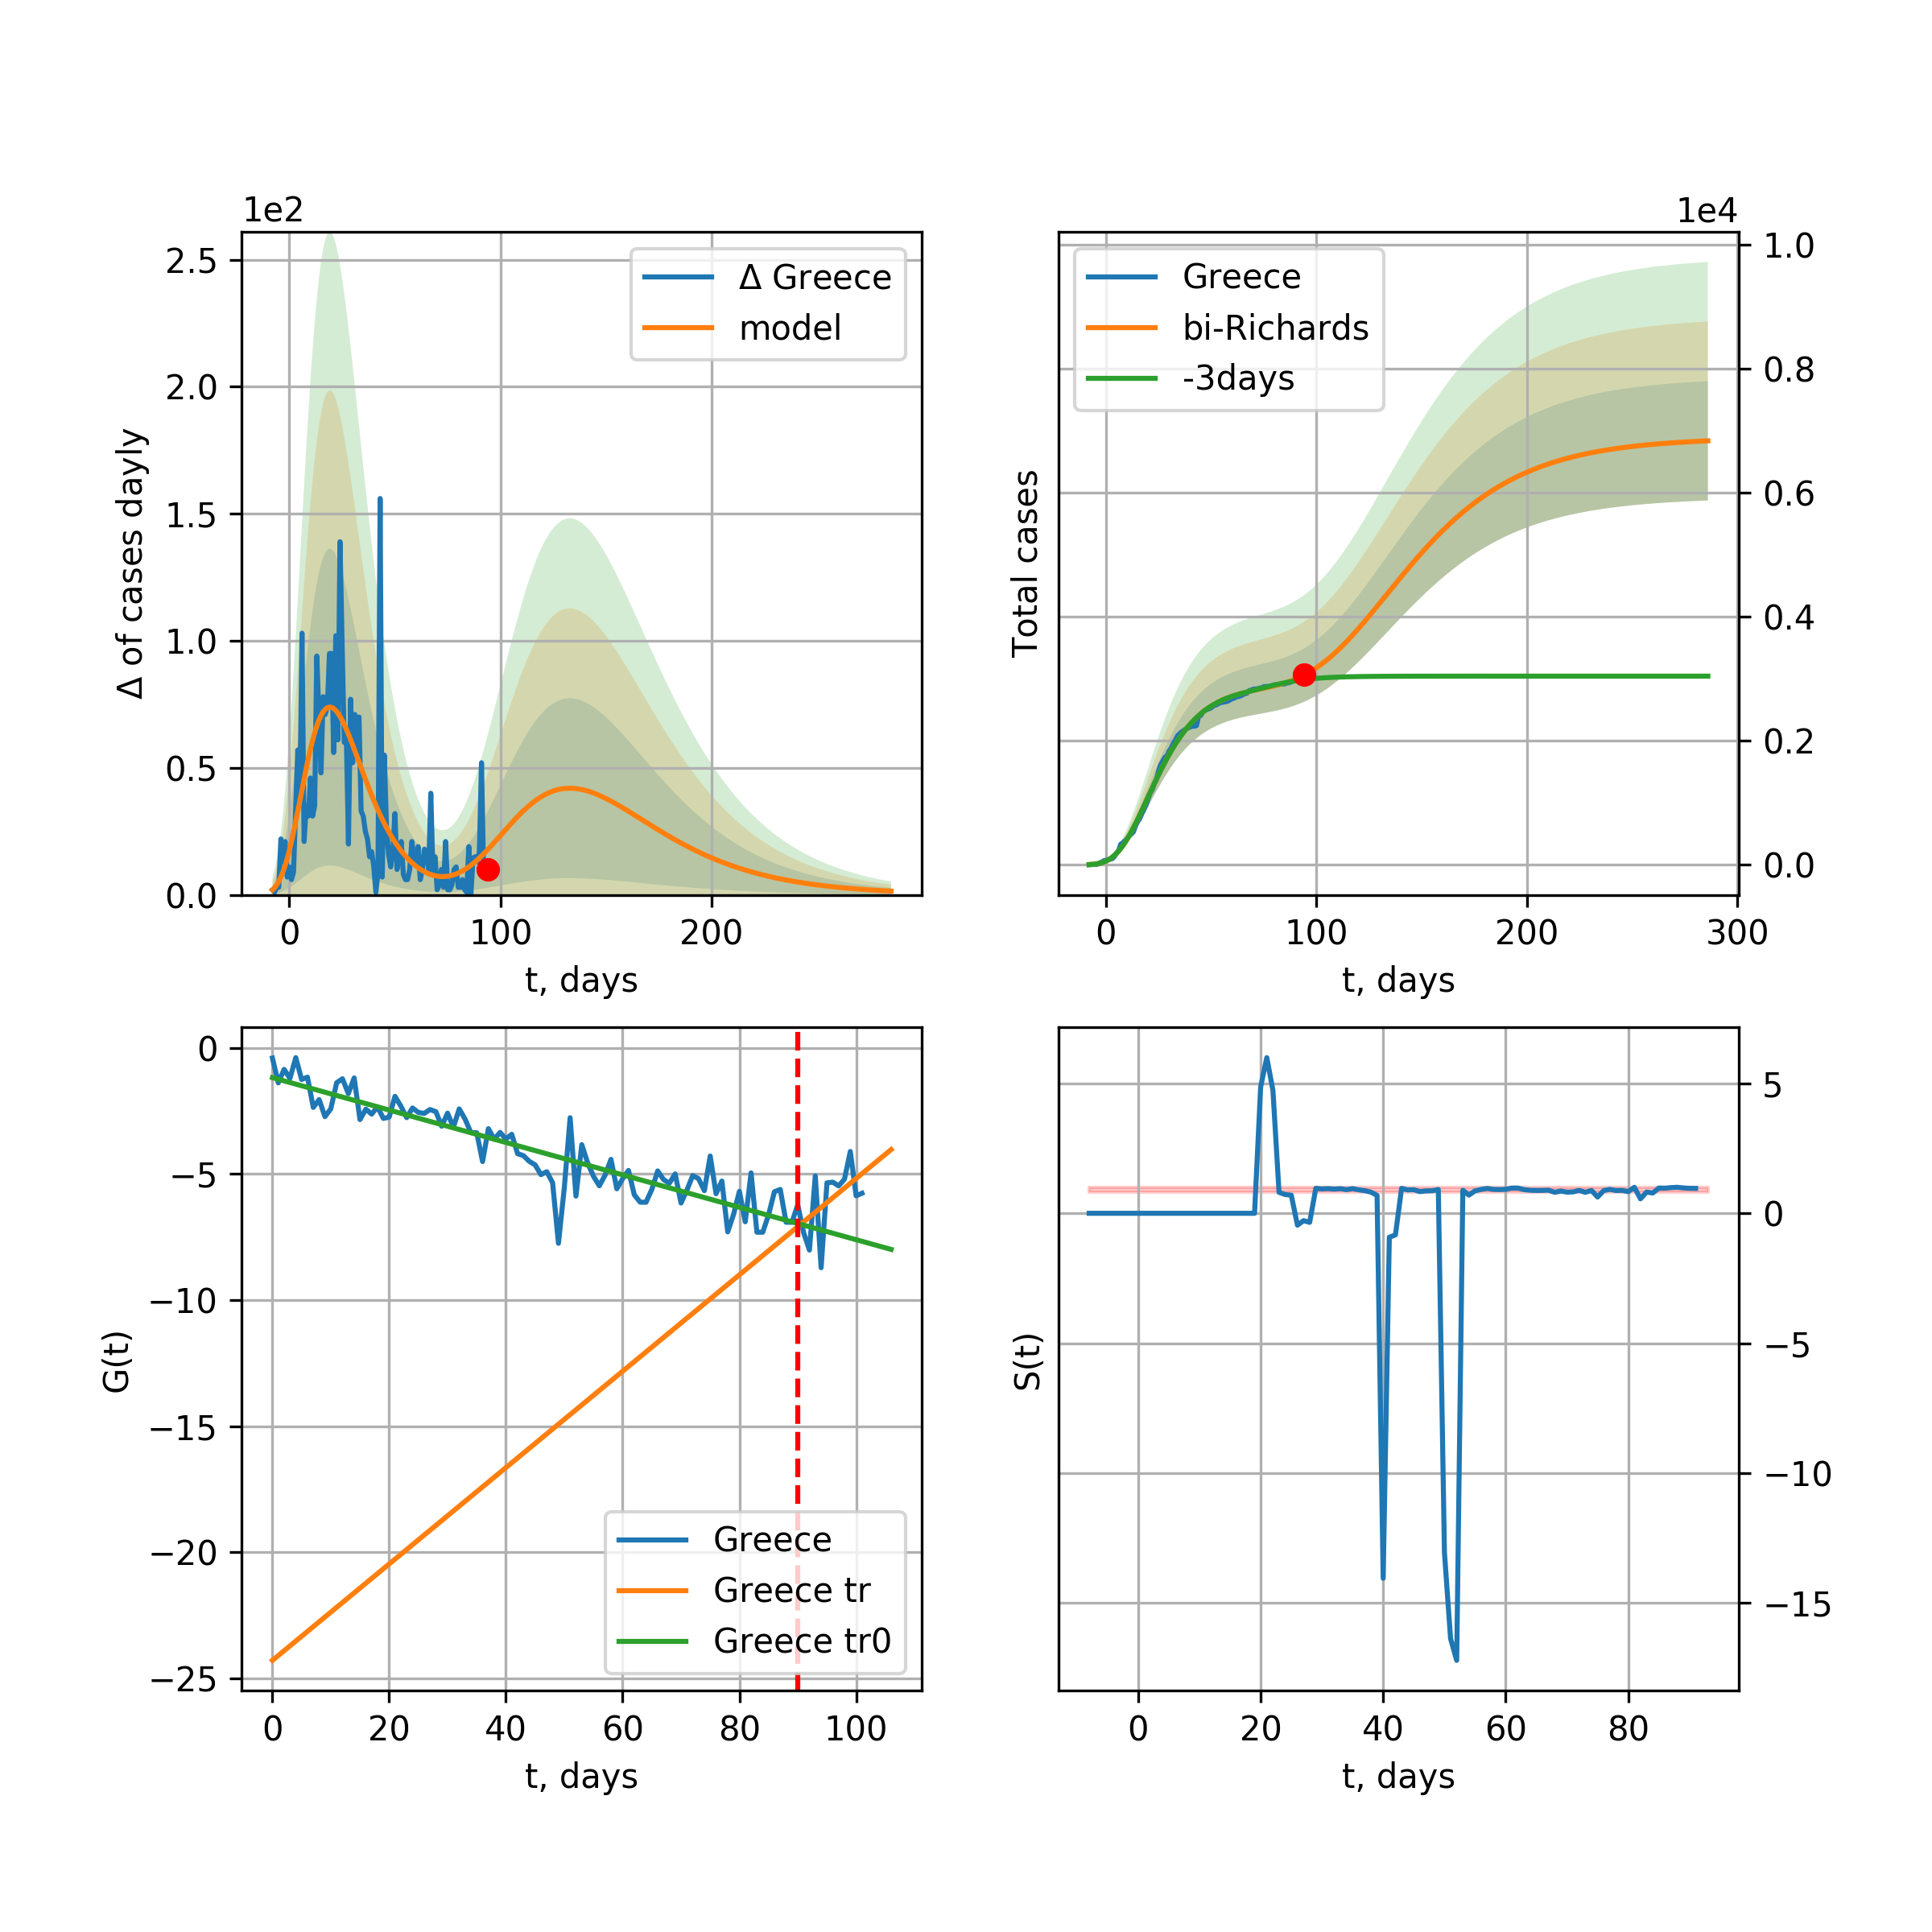 1e2
2.5
2.0
1.5
1.0
0.5
0.0
Δ of cases dayly
Δ Greece
model
0 100 200
t, days
1e4
1.0
0.8
0.6
0.4
0.2
0.0
Total cases
Greece
bi-Richards
-3days
0 100 200 300
t, days
0
−5
−10
−15
−20
−25
G(t)
Greece
Greece tr
Greece tr0
0 20 40 60 80 100
t, days
5
0
−5
−10
−15
S(t)
0 20 40 60 80
t, days